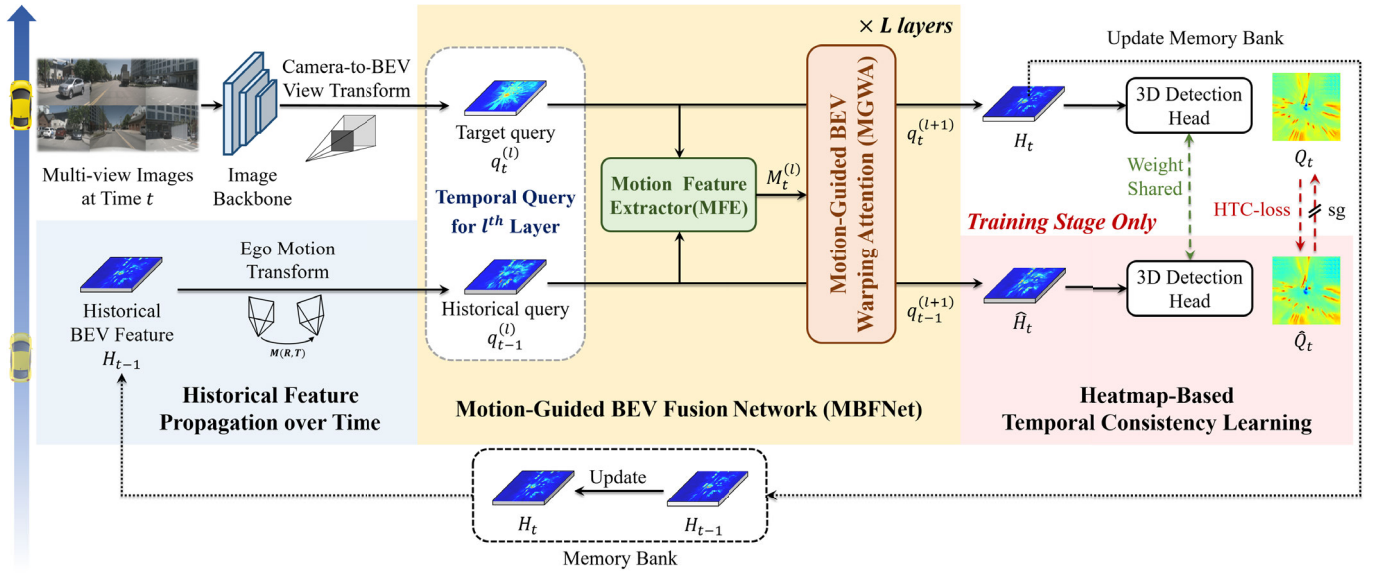 × L layers
Update Memory Bank
Camera-to-BEV
View Transform
Multi-view Images
at Time t
Image
Backbone
Target query
q_t^{(l)}
Temporal Query
for l^{th} Layer
Historical query
q_{t-1}^{(l)}
Motion Feature
Extractor(MFE)
M_t^{(l)}
Motion-Guided BEV
Warping Attention (MGWA)
q_t^{(l+1)}
q_{t-1}^{(l+1)}
H_t
3D Detection
Head
Q_t
Weight
Shared
HTC-loss
sg
Training Stage Only
Ĥ_t
3D Detection
Head
Q̂_t
Historical
BEV Feature
H_{t-1}
Ego Motion
Transform
M(R,T)
Historical Feature
Propagation over Time
Motion-Guided BEV Fusion Network (MBFNet)
Heatmap-Based
Temporal Consistency Learning
Update
H_t
H_{t-1}
Memory Bank